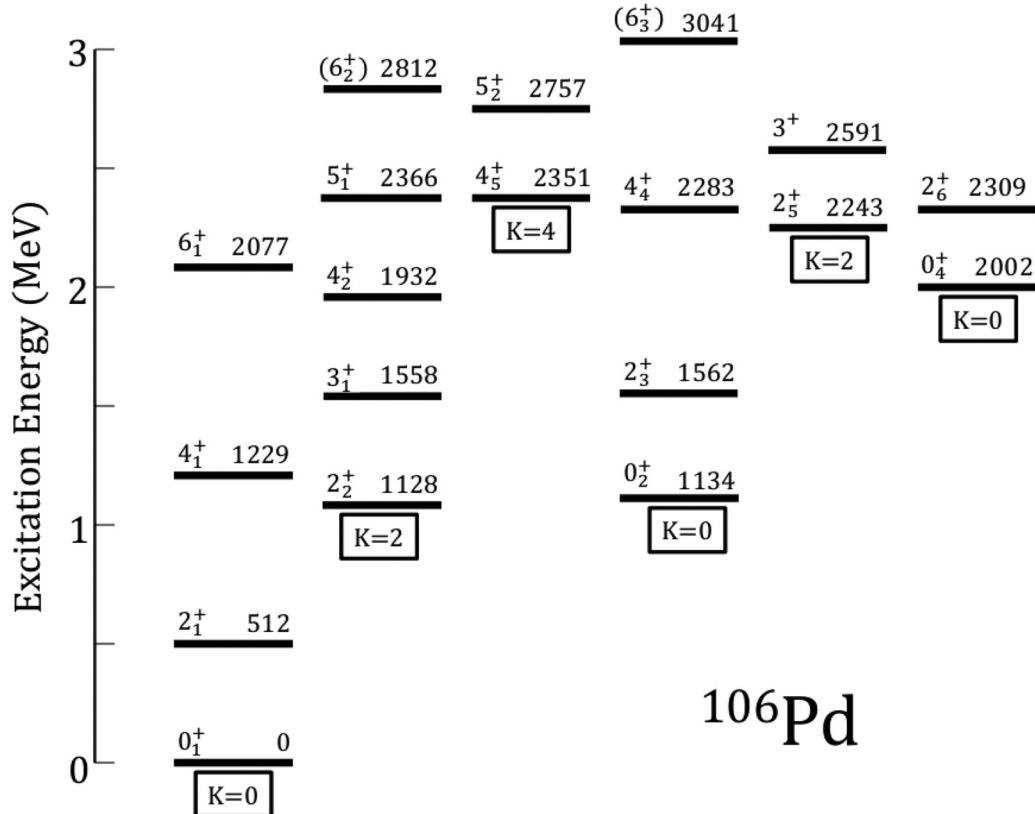 Excitation Energy (MeV)
3
2
1
0
6₁⁺ 2077
4₁⁺ 1229
2₁⁺ 512
0₁⁺ 0
K=0
(6₂⁺) 2812
5₁⁺ 2366
4₂⁺ 1932
3₁⁺ 1558
2₂⁺ 1128
K=2
5₂⁺ 2757
4₅⁺ 2351
K=4
(6₃⁺) 3041
4₄⁺ 2283
2₃⁺ 1562
0₂⁺ 1134
K=0
3⁺ 2591
2₅⁺ 2243
K=2
2₆⁺ 2309
0₄⁺ 2002
K=0
¹⁰⁶Pd